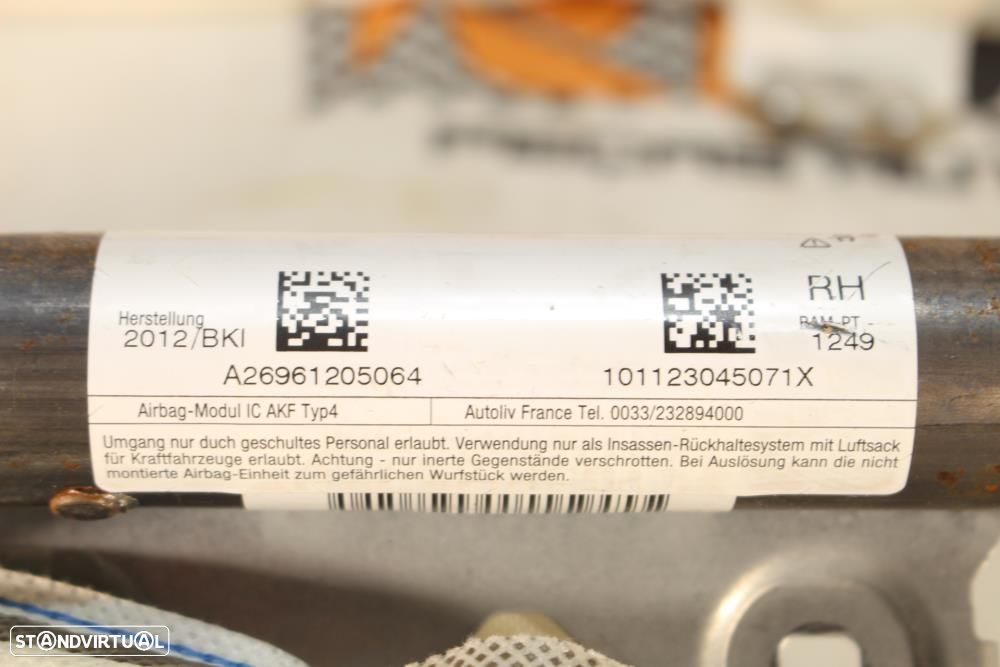 RH
Herstellung
2012/BKI
BAM-PT-
1249
A26961205064
101123045071X
Airbag-Modul IC AKF Typ4
Autoliv France Tel. 0033/232894000
Umgang nur duch geschultes Personal erlaubt. Verwendung nur als Insassen-Rückhaltesystem mit Luftsack
für Kraftfahrzeuge erlaubt. Achtung - nur inerte Gegenstände verschrotten. Bei Auslösung kann die nicht
montierte Airbag-Einheit zum gefährlichen Wurfstück werden.
STANDVIRTUAL